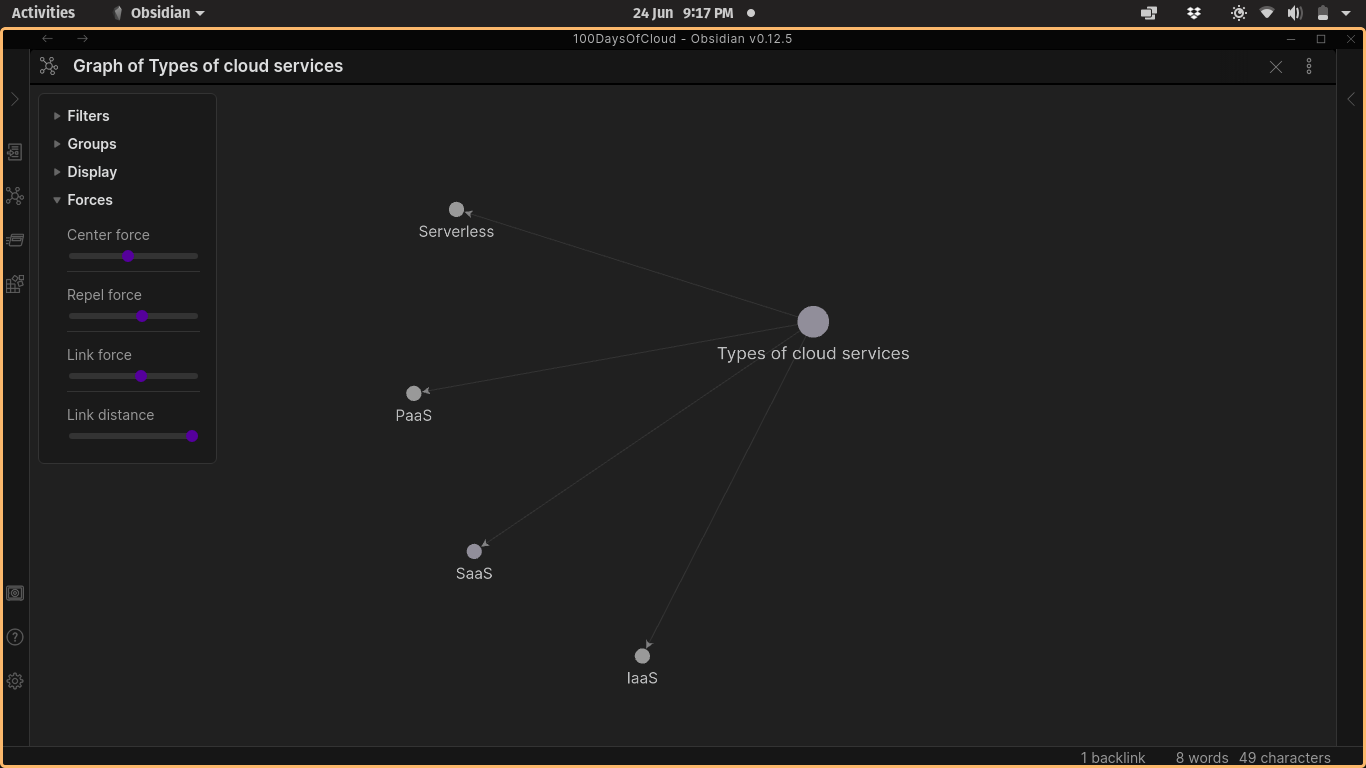 Activities Obsidian 24 Jun 9:17 PM
100DaysOfCloud - Obsidian v0.12.5
Graph of Types of cloud services
Filters
Groups
Display
Forces
Center force
Repel force
Link force
Link distance
Serverless
Types of cloud services
PaaS
SaaS
IaaS
1 backlink 8 words 49 characters